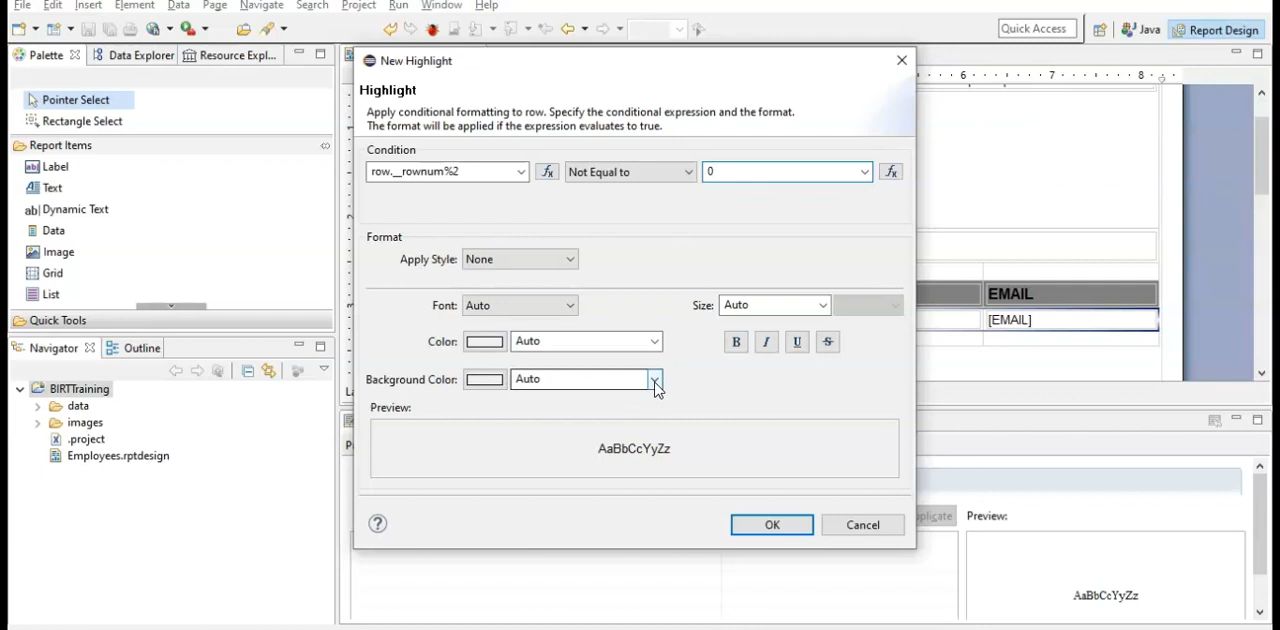 File Edit Insert Element Data Page Navigate Search Project Run Window Help
Quick Access Java Report Design
Palette Data Explorer Resource Expl...
Pointer Select
Rectangle Select
Report Items
Label
Text
Dynamic Text
Data
Image
Grid
List
Quick Tools
Navigator Outline
BIRTTraining
data
images
.project
Employees.rptdesign
New Highlight
Highlight
Apply conditional formatting to row. Specify the conditional expression and the format.
The format will be applied if the expression evaluates to true.
Condition
row.__rownum%2 fx Not Equal to 0 fx
Format
Apply Style: None
Font: Auto Size: Auto
Color: Auto B I U S
Background Color: Auto
Preview:
AaBbCcYyZz
? OK Cancel
6 7 8
EMAIL
[EMAIL]
Preview:
AaBbCcYyZz